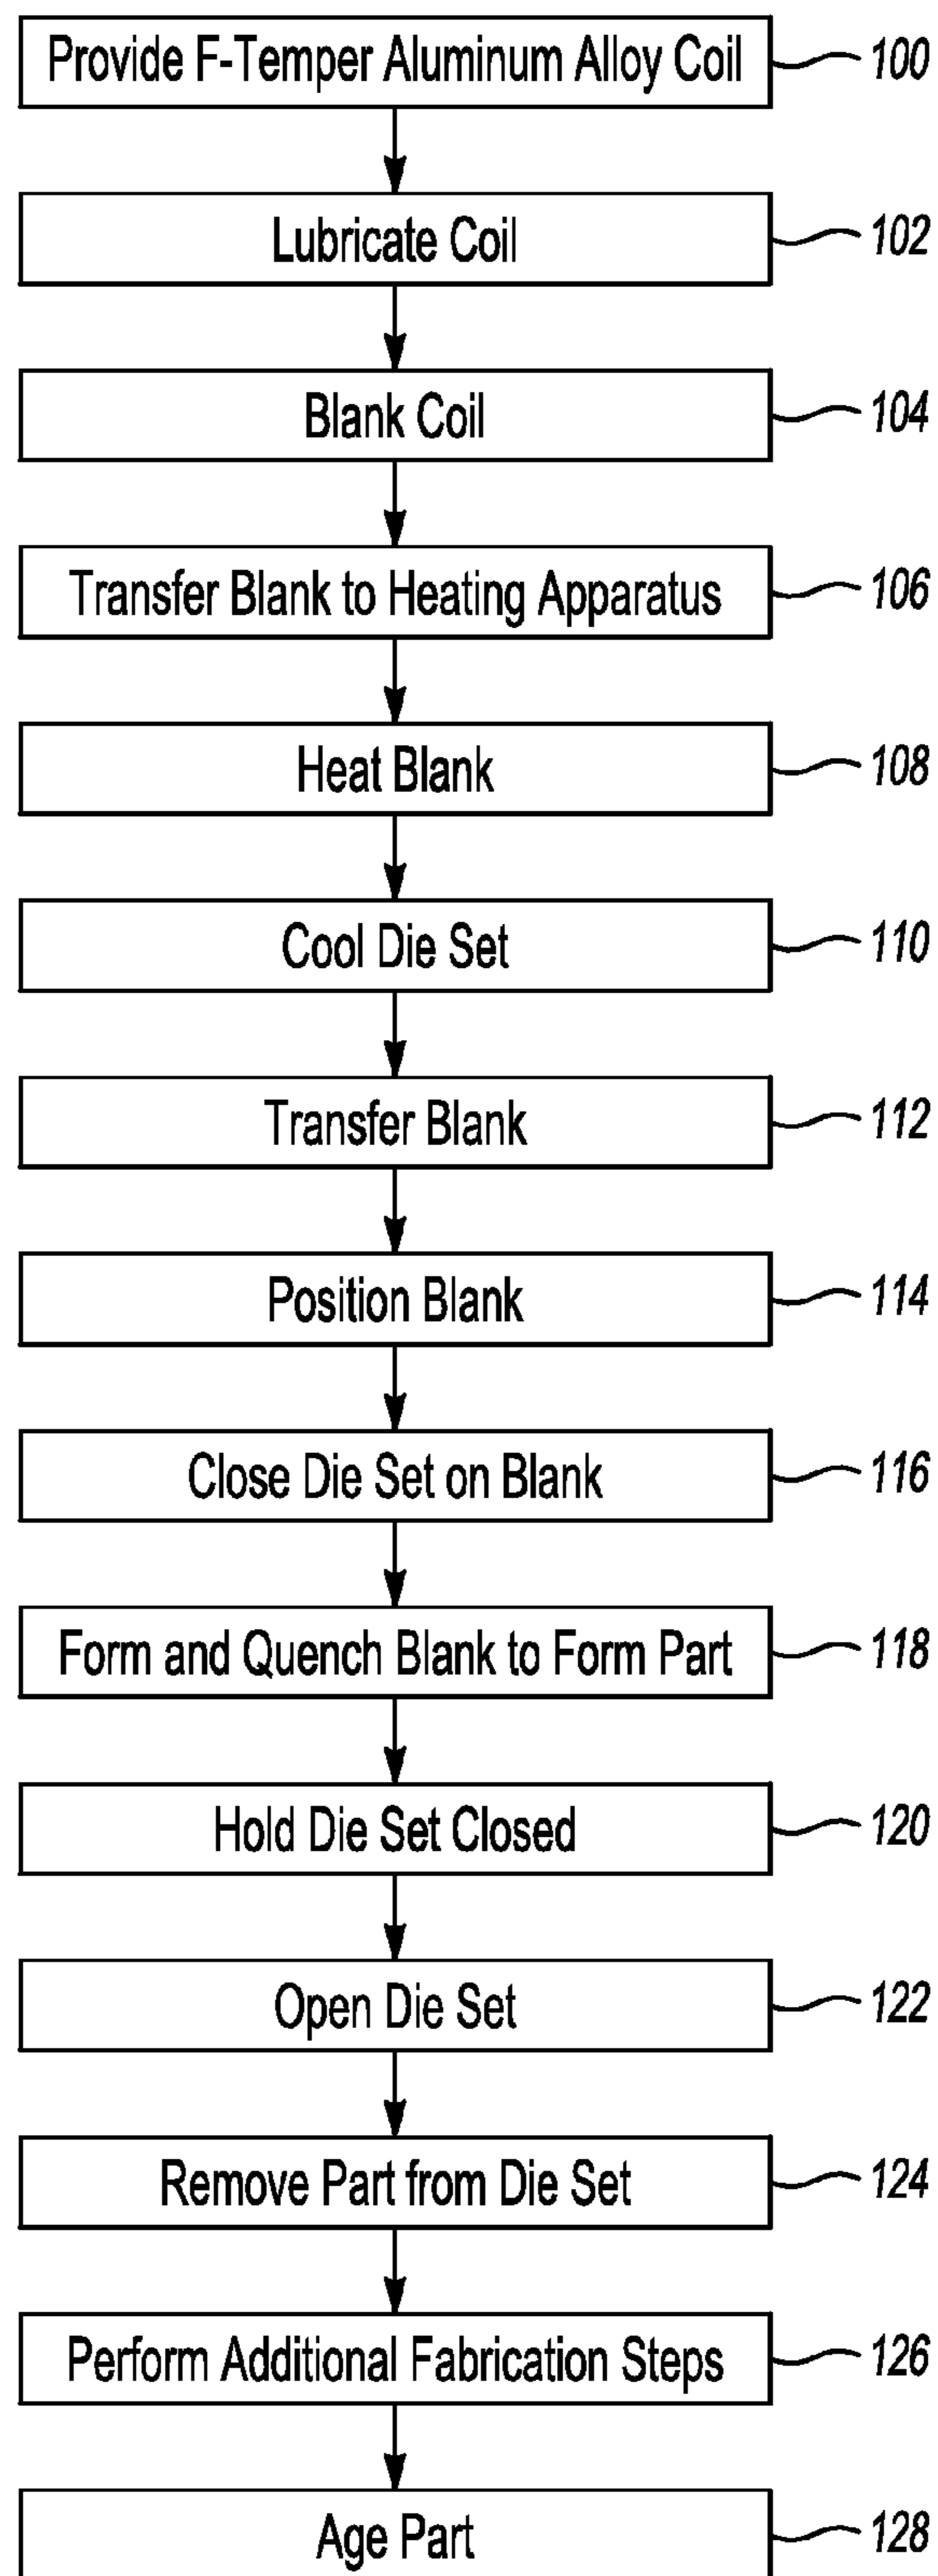 Provide F-Temper Aluminum Alloy Coil 100
Lubricate Coil 102
Blank Coil 104
Transfer Blank to Heating Apparatus 106
Heat Blank 108
Cool Die Set 110
Transfer Blank 112
Position Blank 114
Close Die Set on Blank 116
Form and Quench Blank to Form Part 118
Hold Die Set Closed 120
Open Die Set 122
Remove Part from Die Set 124
Perform Additional Fabrication Steps 126
Age Part 128